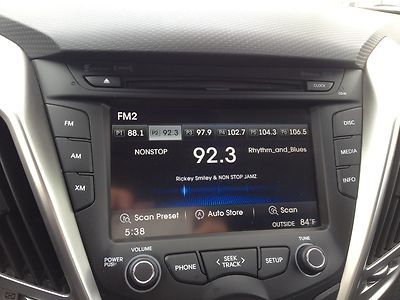 CLOCK
FM2
P1 88.1 P2 92.3 P3 97.9 P4 102.7 P5 104.3 P6 106.5
FM
AM
XM
DISC
MEDIA
INFO
NONSTOP 92.3 Rhythm_and_Blues
Rickey Smiley & NON STOP JAMZ
Scan Preset Auto Store Scan
5:38 OUTSIDE 84°F
VOLUME
POWER
PUSH
PHONE
SEEK
TRACK
SETUP
TUNE